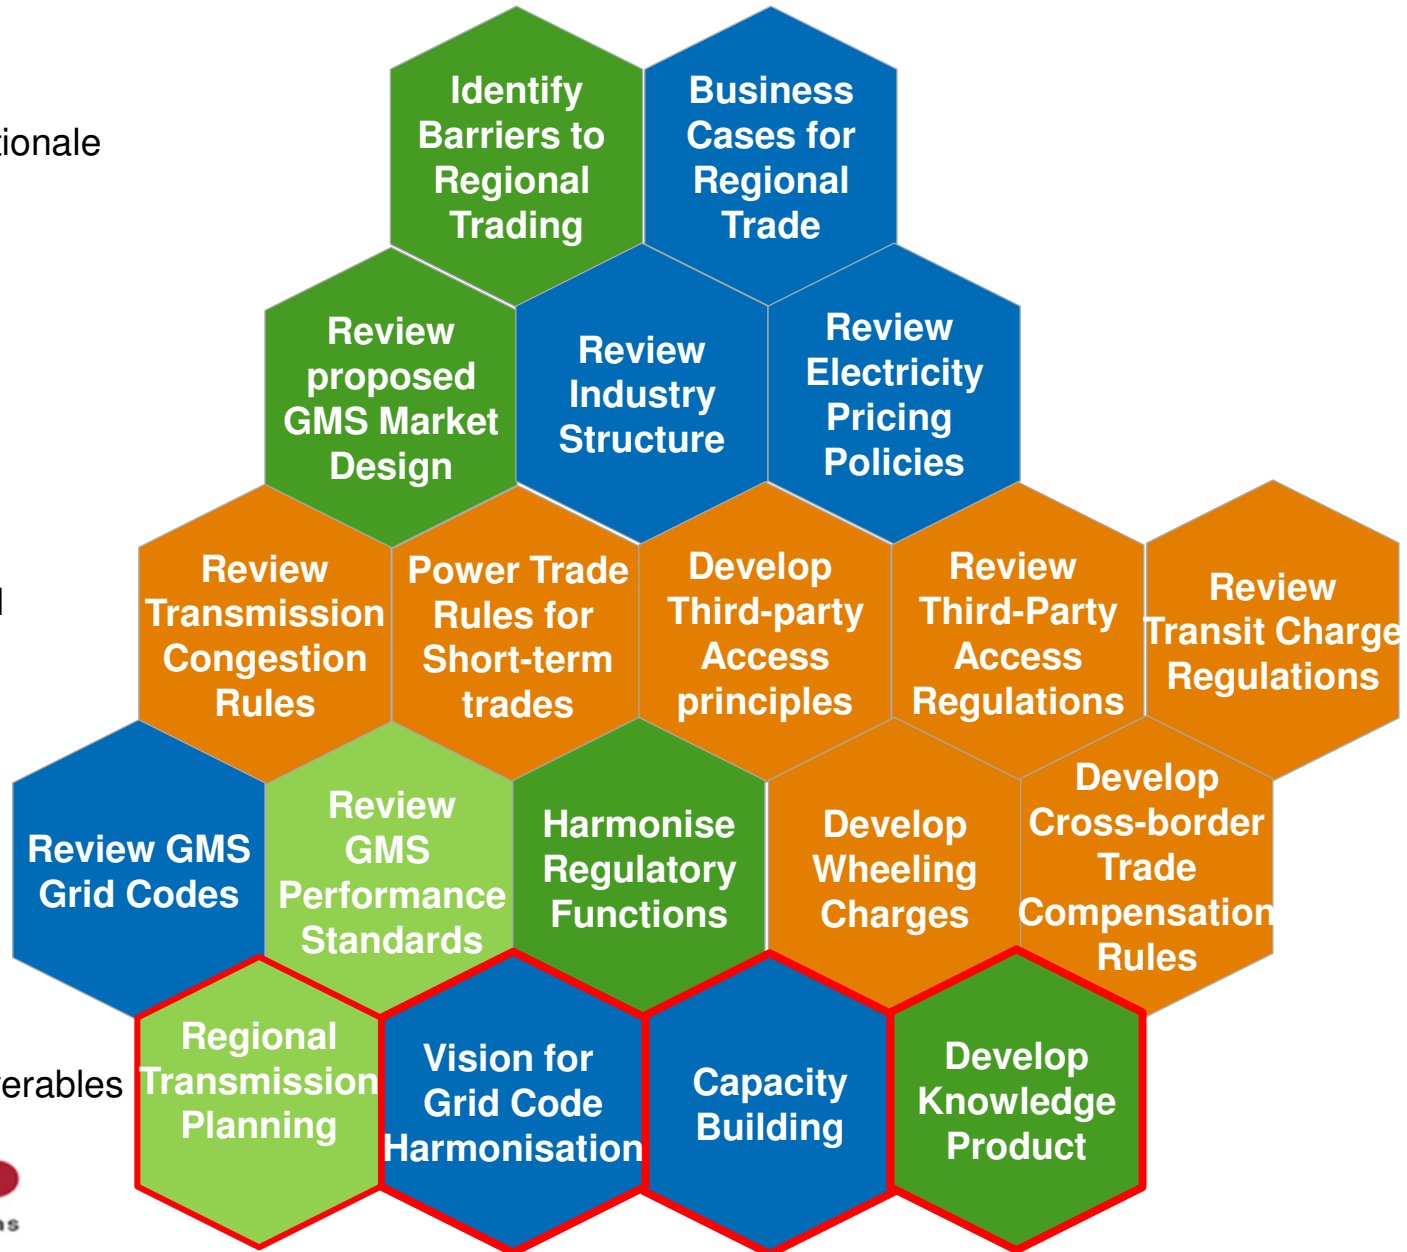 Identify
Barriers to
Regional
Trading
Business
Cases for
Regional
Trade
tionale
Review
proposed
GMS Market
Design
Review
Industry
Structure
Review
Electricity
Pricing
Policies
Review
Transmission
Congestion
Rules
Power Trade
Rules for
Short-term
trades
Develop
Third-party
Access
principles
Review
Third-Party
Access
Regulations
Review
Transit Charge
Regulations
Review GMS
Grid Codes
Review
GMS
Performance
Standards
Harmonise
Regulatory
Functions
Develop
Wheeling
Charges
Develop
Cross-border
Trade
Compensation
Rules
verables
Regional
Transmission
Planning
Vision for
Grid Code
Harmonisation
Capacity
Building
Develop
Knowledge
Product
ns